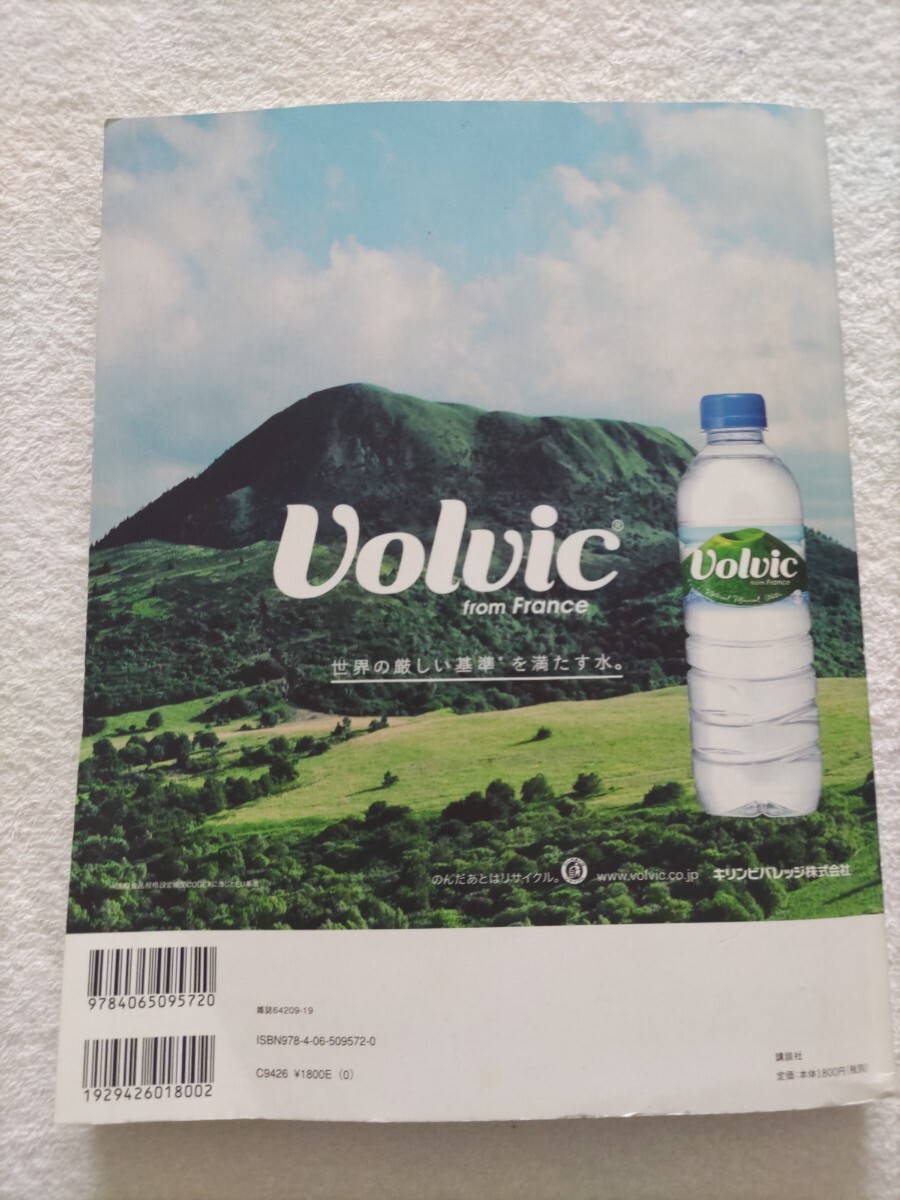 Volvic®
from France
世界の厳しい基準*を満たす水。
Volvic
from France
Natural Mineral Water
のんだあとはリサイクル。 www.volvic.co.jp キリンビバレッジ株式会社
9784065095720
雑誌64209-19
ISBN978-4-06-509572-0
C9426 ¥1800E (0)
1929426018002
講談社
定価:本体1800円(税別)